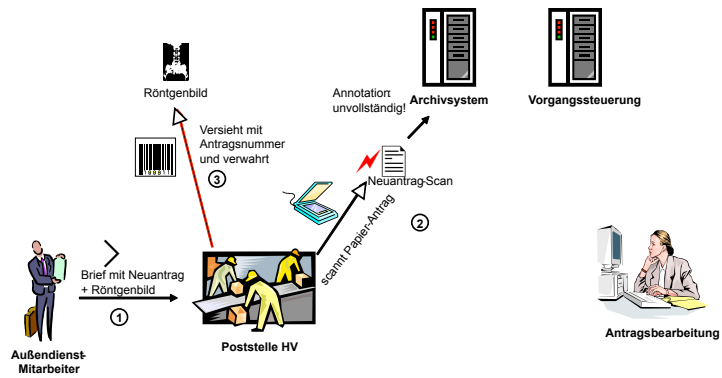 Röntgenbild
Annotation:
unvollständig!
Archivsystem
Vorgangssteuerung
Versieht mit
Antragsnummer
und verwahrt
3
199811
Neuantrag-Scan
scannt Papier-Antrag
2
Brief mit Neuantrag
+ Röntgenbild
1
Außendienst-
Mitarbeiter
Poststelle HV
Antragsbearbeitung